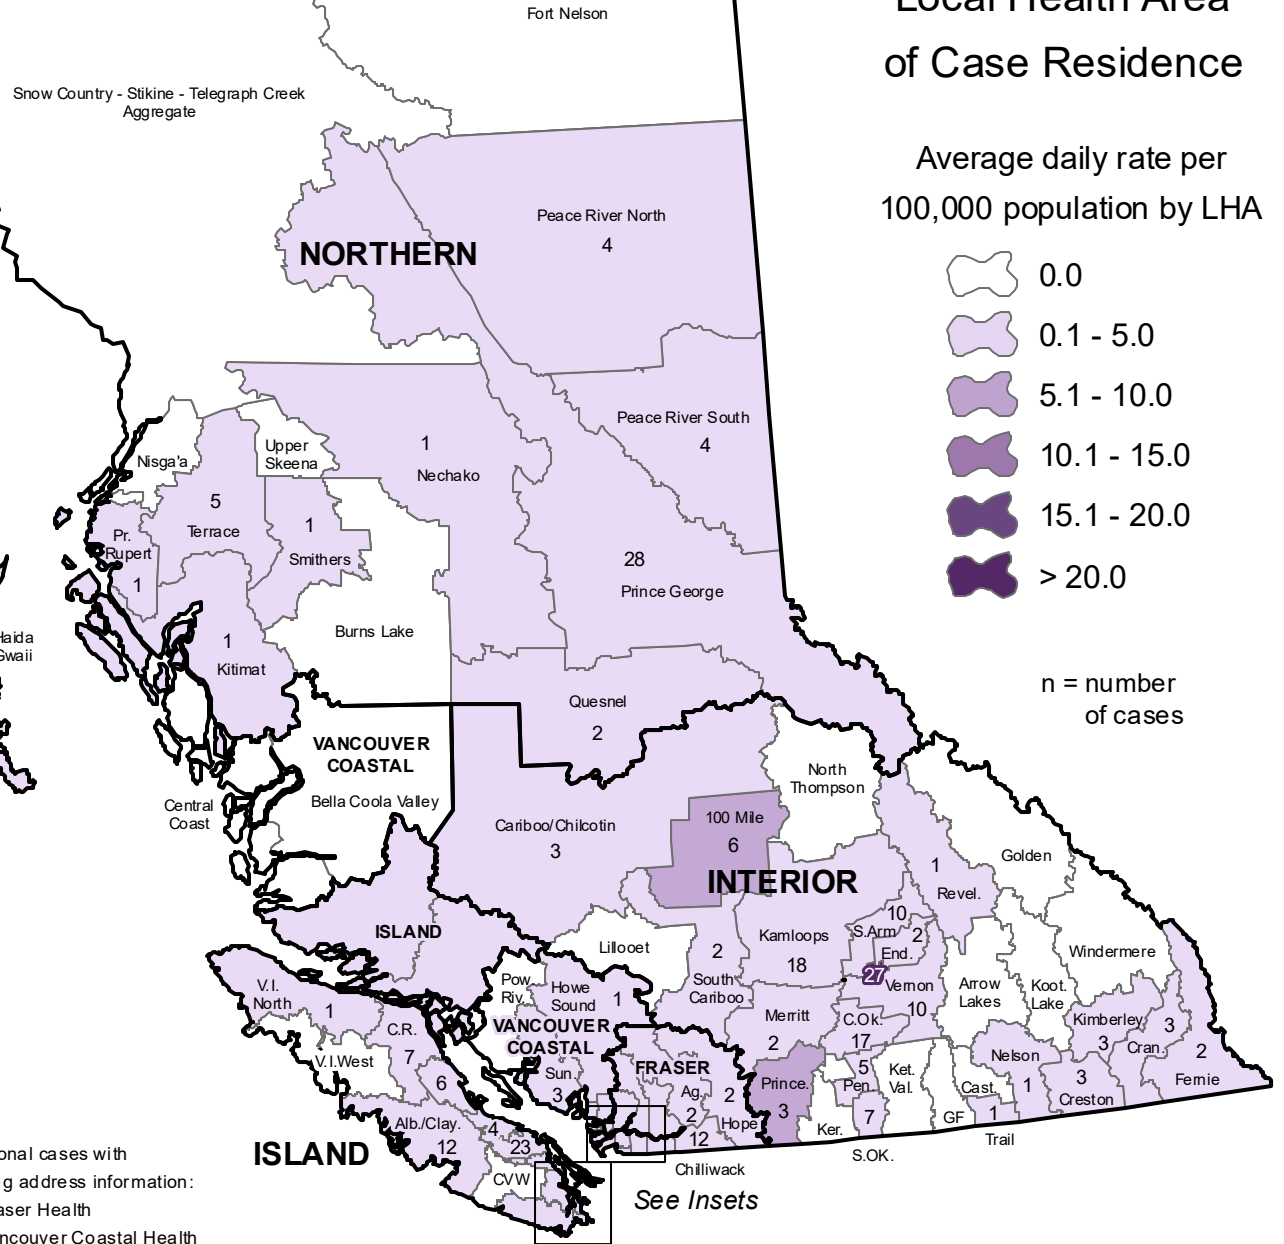 Local Health Area
of Case Residence
Fort Nelson
Snow Country - Stikine - Telegraph Creek
Aggregate
Average daily rate per
100,000 population by LHA
0.0
0.1 - 5.0
5.1 - 10.0
10.1 - 15.0
15.1 - 20.0
> 20.0
n = number
of cases
Peace River North
4
NORTHERN
Peace River South
4
1
Nechako
Upper
Skeena
Nisga'a
5
Terrace
1
Smithers
Pr.
Rupert
1
28
Prince George
Burns Lake
1
Kitimat
Haida
Gwaii
Quesnel
2
VANCOUVER
COASTAL
Bella Coola Valley
Central
Coast
North
Thompson
Cariboo/Chilcotin
3
100 Mile
6
INTERIOR
1
Revel.
Golden
ISLAND
Lillooet
2
South
Cariboo
Kamloops
18
10
S.Arm
2
End.
27
Vernon
10
Windermere
Arrow
Lakes
Koot.
Lake
V.I.
North
1
Pow.
Riv.
Howe
Sound
1
VANCOUVER
COASTAL
Merritt
2
C.Ok.
17
Kimberley
3
3
Cran.
2
Fernie
C.R.
7
V.I.West
6
Sun.
3
FRASER
Ag.
2
2
Hope
12
Chilliwack
Prince.
3
5
Pen.
7
Ker.
S.OK.
Ket.
Val.
GF
Cast.
1
Trail
Nelson
1
3
Creston
Alb./Clay.
12
4
23
CVW
ISLAND
See Insets
onal cases with
g address information:
aser Health
ncouver Coastal Health